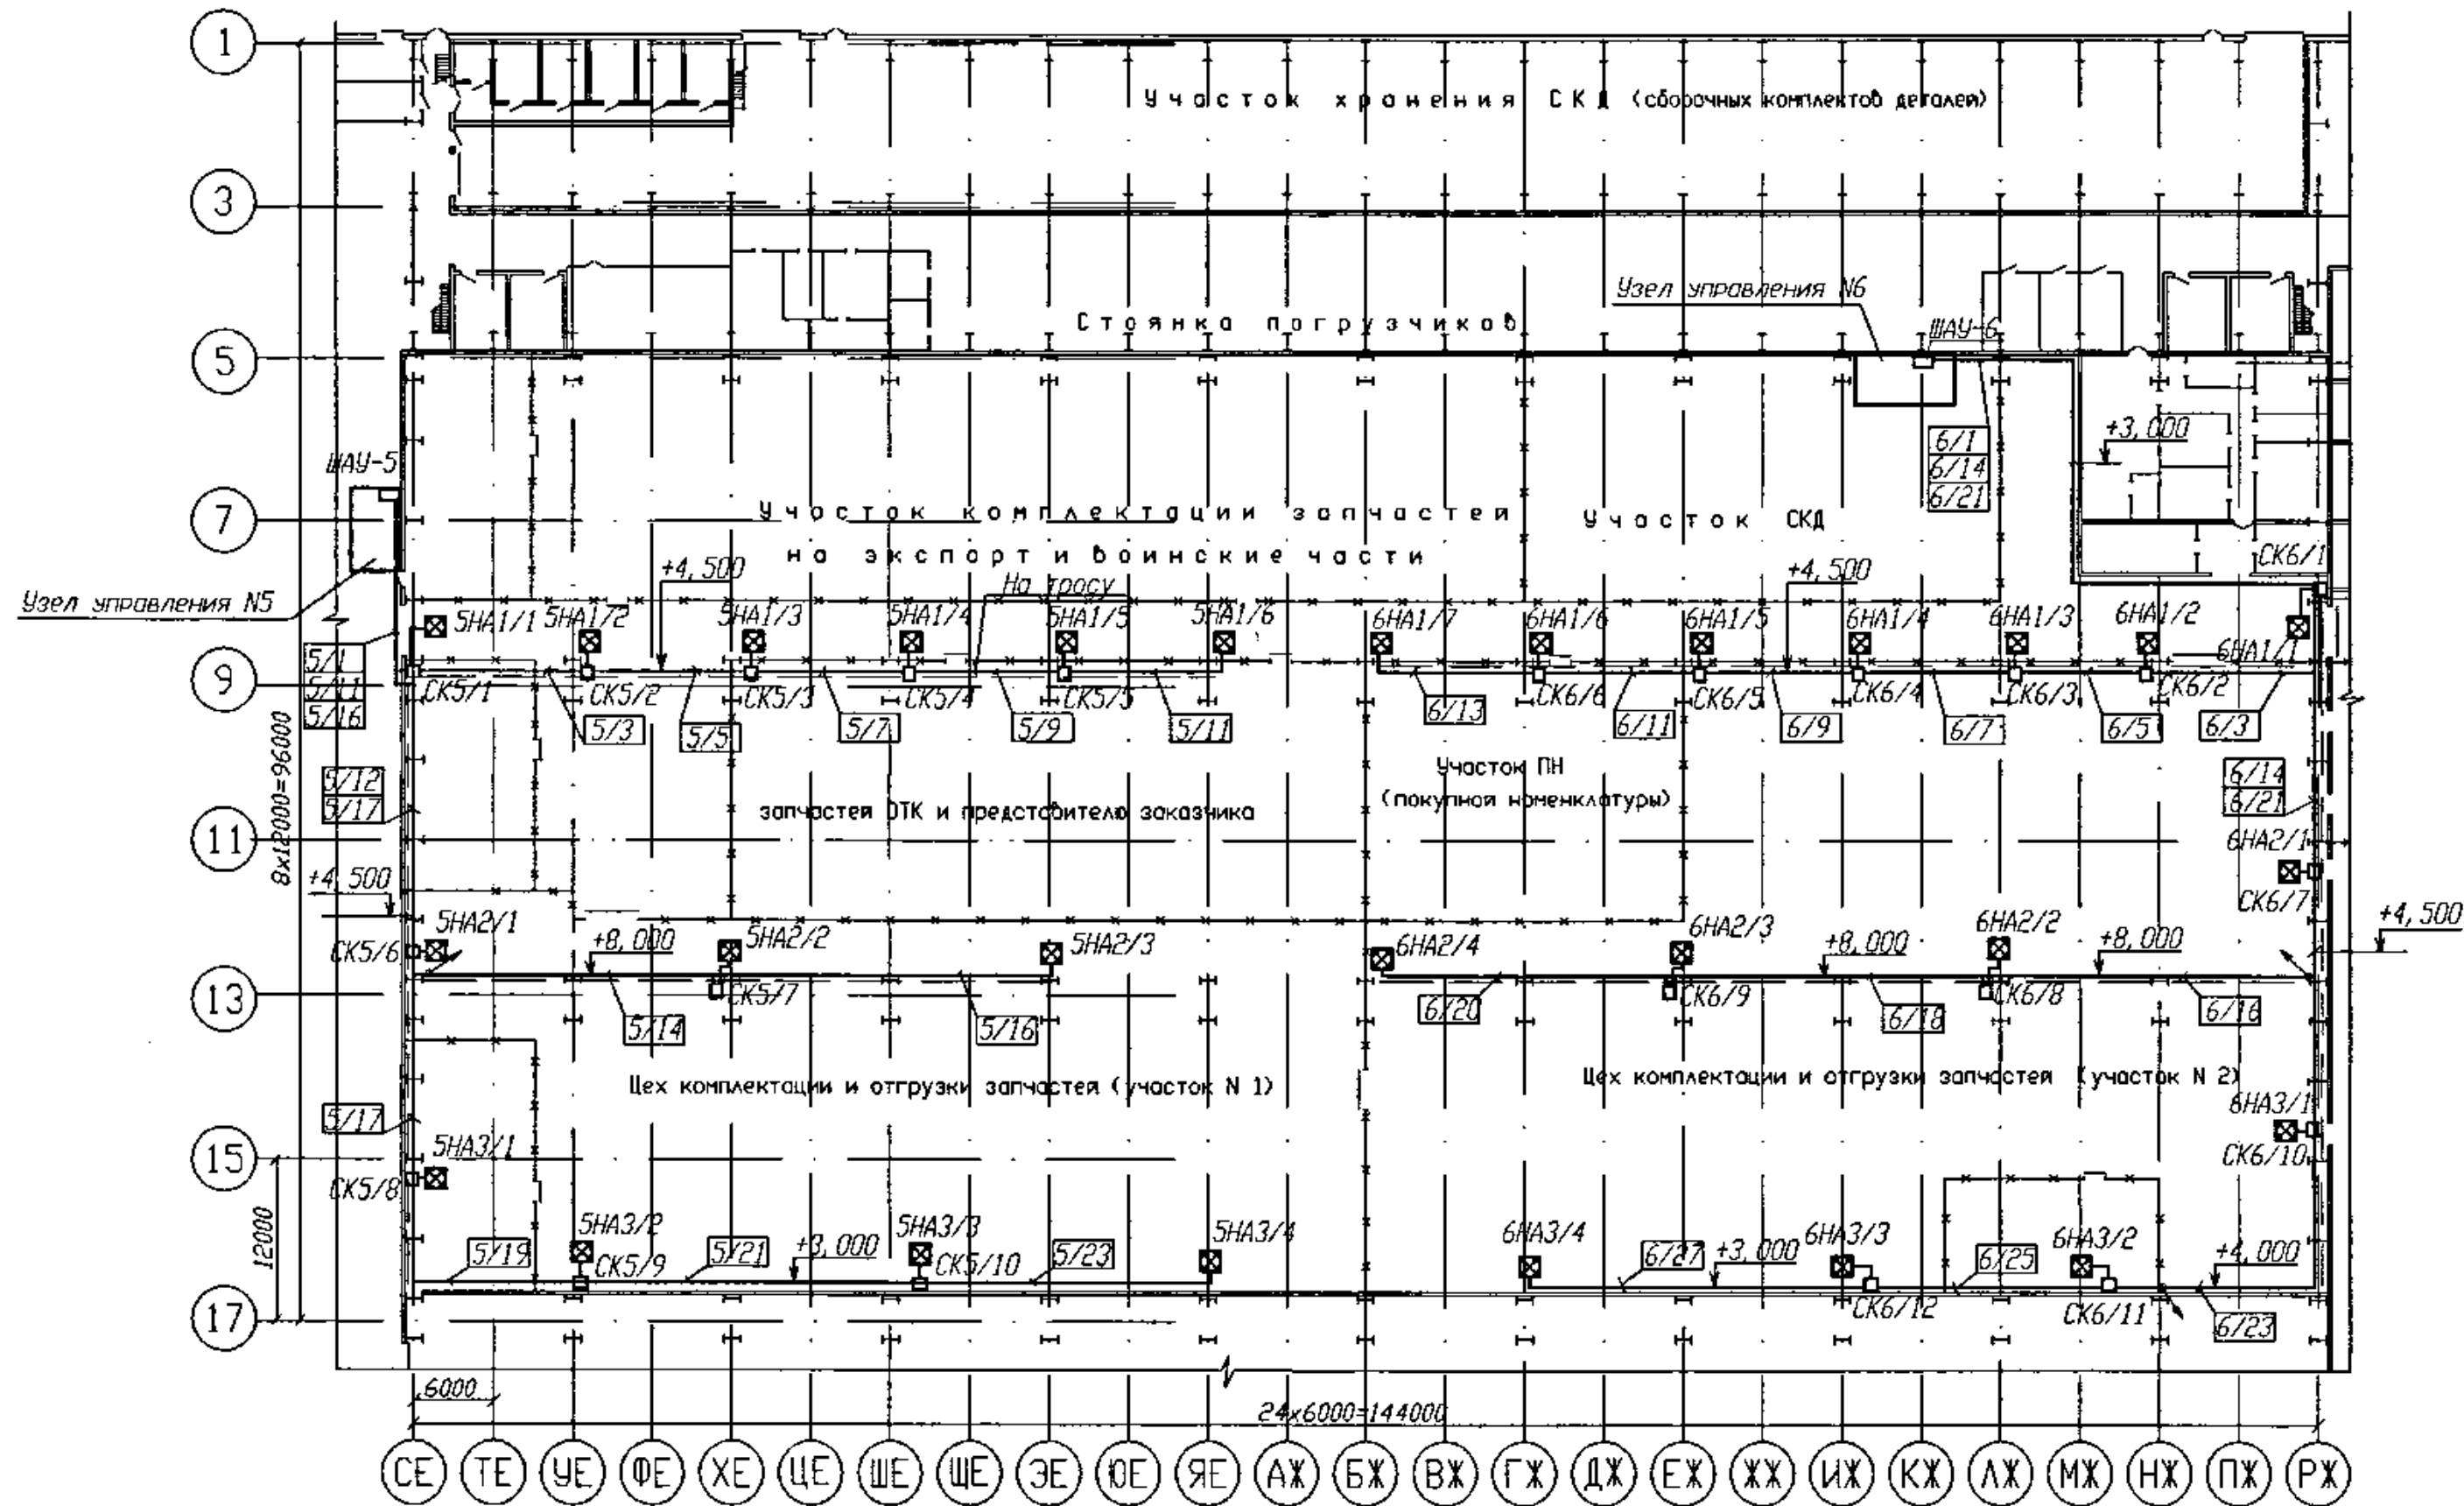 1
Участок хранения СКД (сборочных комплектов деталей)
3
Узел управления N6
Стоянка погрузчиков
ШАУ-6
5
6/1
6/14
6/21
+3,000
ШАУ-5
7
Участок комплектации запчастей
на экспорт и воинские части
Участок СКД
СК6/1
+4,500
На тросу
+4,500
Узел управления N5
5НА1/1
5НА1/2
5НА1/3
5НА1/4
5НА1/5
5НА1/6
6НА1/7
6НА1/6
6НА1/5
6НА1/4
6НА1/3
6НА1/2
6НА1/1
5/1
5/11
5/16
9
СК5/1
СК5/2
СК5/3
СК5/4
СК5/5
СК6/6
СК6/5
СК6/4
СК6/3
СК6/2
5/3
5/5
5/7
5/9
5/11
6/13
6/11
6/9
6/7
6/5
6/3
8х12000=96000
5/12
5/17
Участок ПН
(покупной номенклатуры)
6/14
6/21
запчастей ОТК и представителя заказчика
11
6НА2/1
+4,500
СК6/7
+4,500
5НА2/1
СК5/6
+8,000
5НА2/2
5НА2/3
6НА2/4
6НА2/3
+8,000
6НА2/2
+8,000
13
СК5/7
СК6/9
СК6/8
5/14
5/16
6/20
6/18
6/16
Цех комплектации и отгрузки запчастей (участок N 1)
Цех комплектации и отгрузки запчастей (участок N 2)
5/17
6НА3/1
5НА3/1
15
СК6/10
СК5/8
12000
5НА3/2
5НА3/3
5НА3/4
6НА3/4
6НА3/3
6НА3/2
5/19
СК5/9
5/21
+3,000
СК5/10
5/23
6/27
+3,000
6/25
+4,000
17
СК6/12
СК6/11
6/23
6000
24х6000=144000
СЕ ТЕ УЕ ФЕ ХЕ ЦЕ ШЕ ЩЕ ЭЕ ЮЕ ЯЕ АЖ БЖ ВЖ ГЖ ДЖ ЕЖ ЖЖ ИЖ КЖ ЛЖ МЖ НЖ ПЖ РЖ